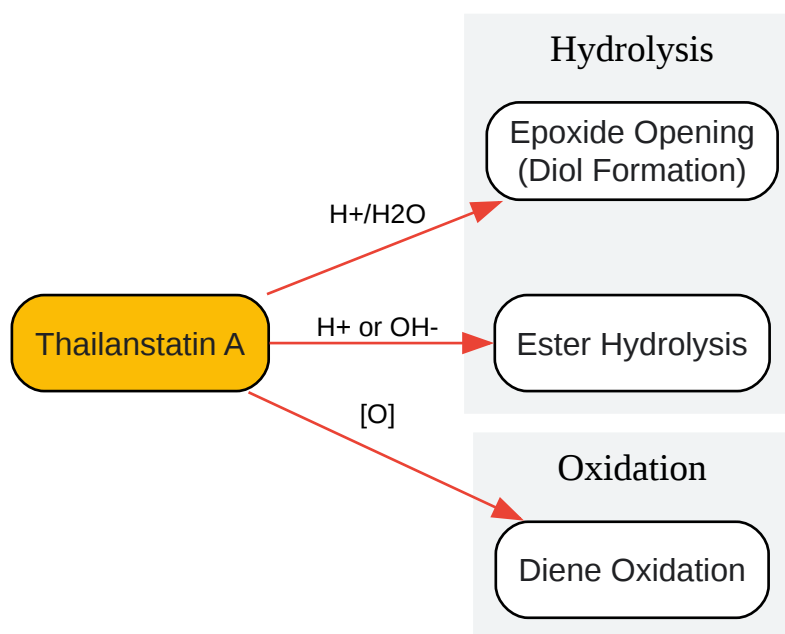 Hydrolysis
Epoxide Opening
(Diol Formation)
H+/H2O
Thailanstatin A
H+ or OH-
Ester Hydrolysis
[O]
Oxidation
Diene Oxidation